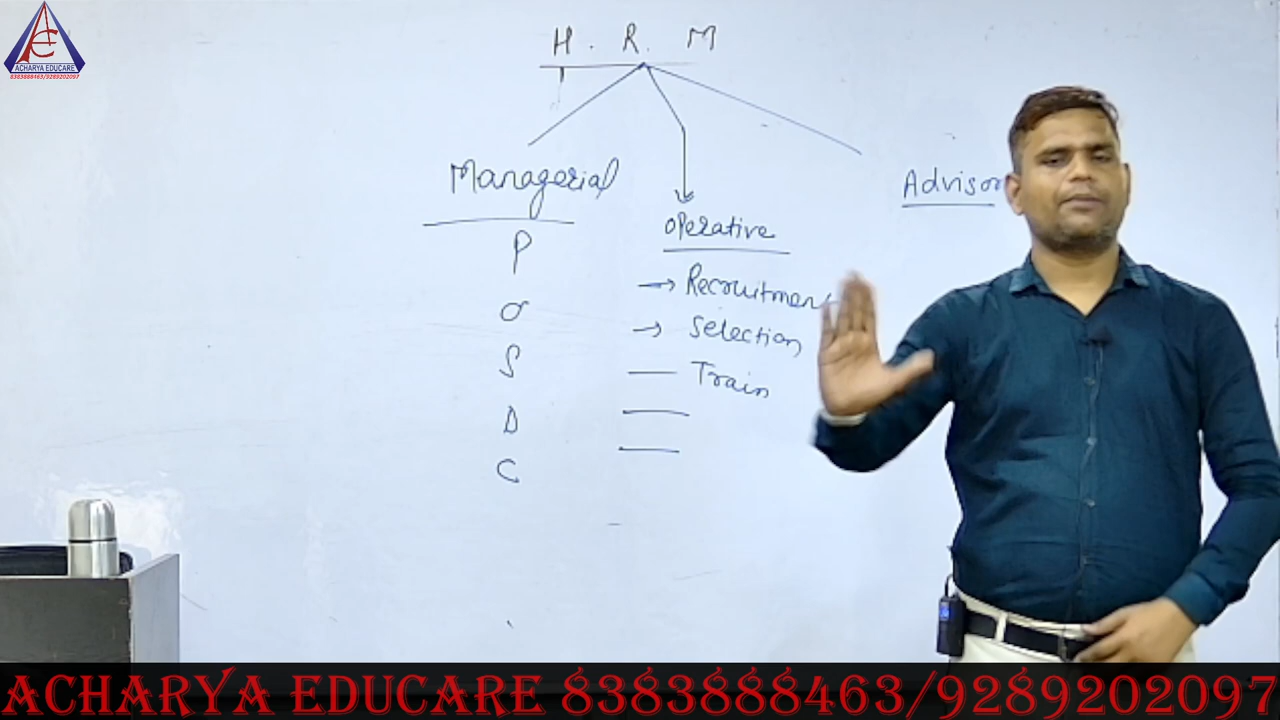 ACHARYA EDUCARE
8383888463/9289202097
H. R. M
Managerial
P
O
S
D
C
Operative
→ Recruitment
→ Selection
— Train
Advisor
ACHARYA EDUCARE 8383888463/9289202097